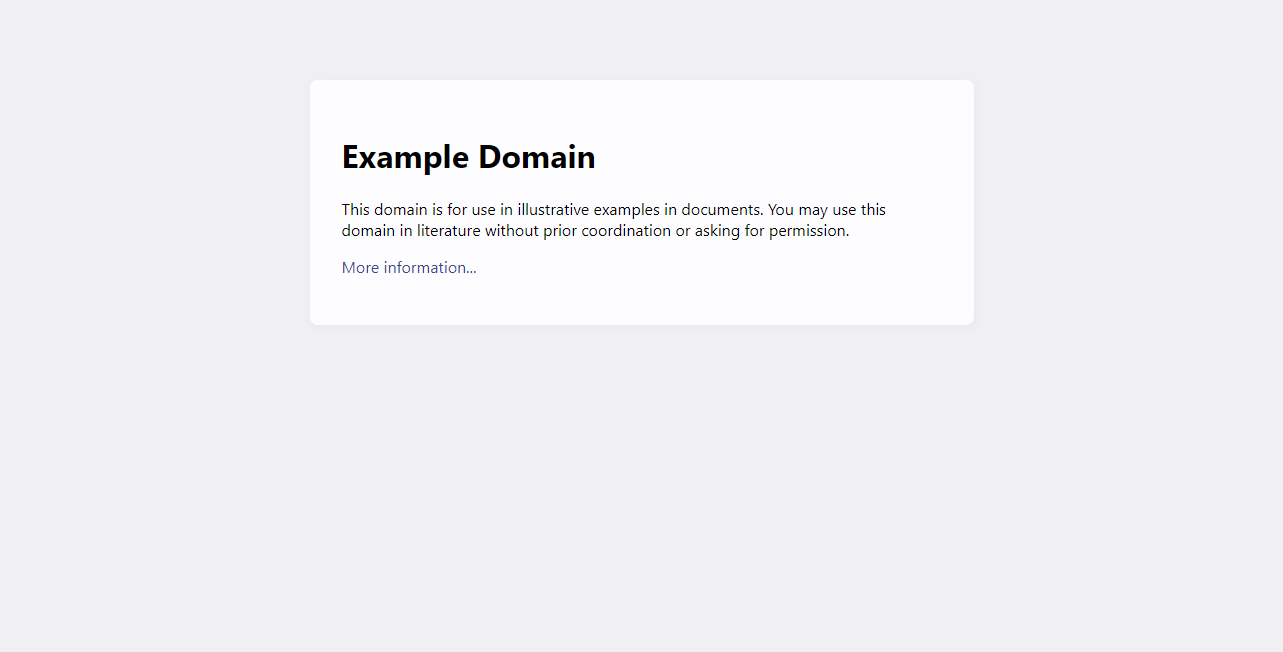 Example Domain
This domain is for use in illustrative examples in documents. You may use this
domain in literature without prior coordination or asking for permission.
More information...